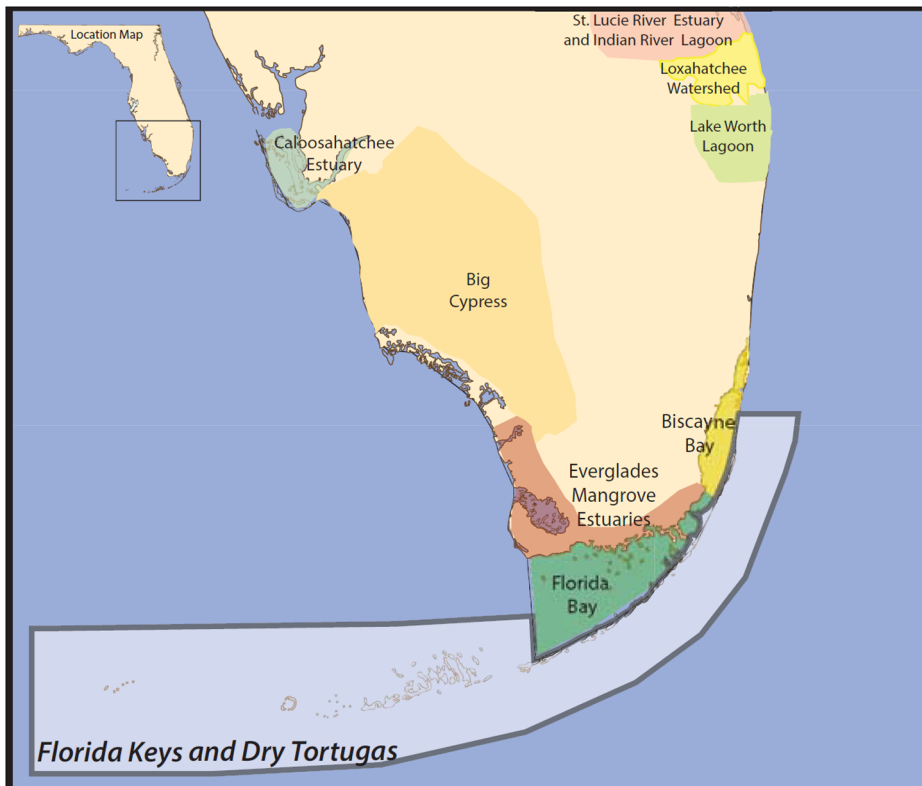 Location Map
St. Lucie River Estuary
and Indian River Lagoon
Loxahatchee
Watershed
Lake Worth
Lagoon
Caloosahatchee
Estuary
Big
Cypress
Biscayne
Bay
Everglades
Mangrove
Estuaries
Florida
Bay
Florida Keys and Dry Tortugas